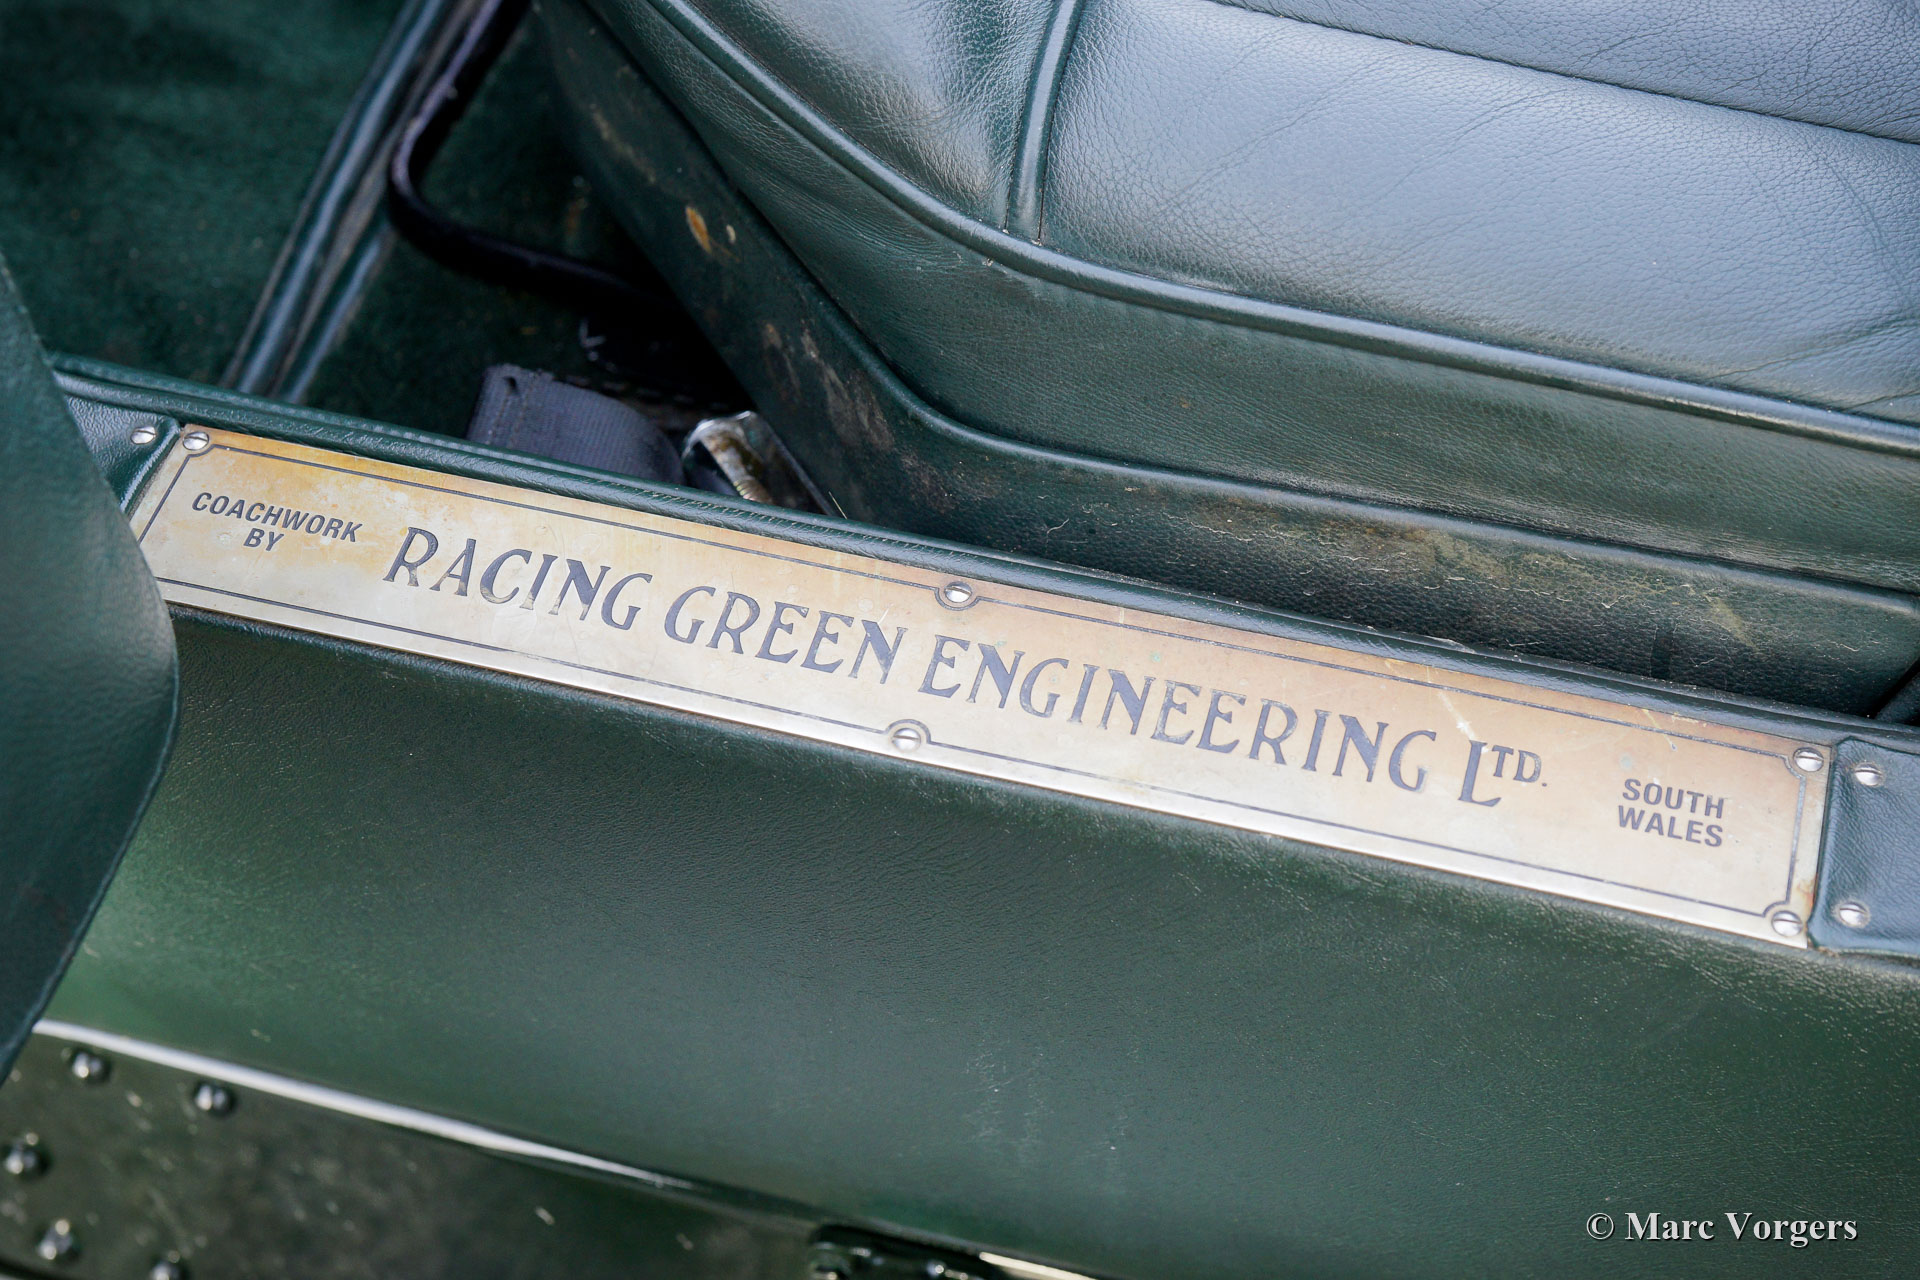 COACHWORK
BY
RACING GREEN ENGINEERING LTD.
SOUTH
WALES
© Marc Vorgers